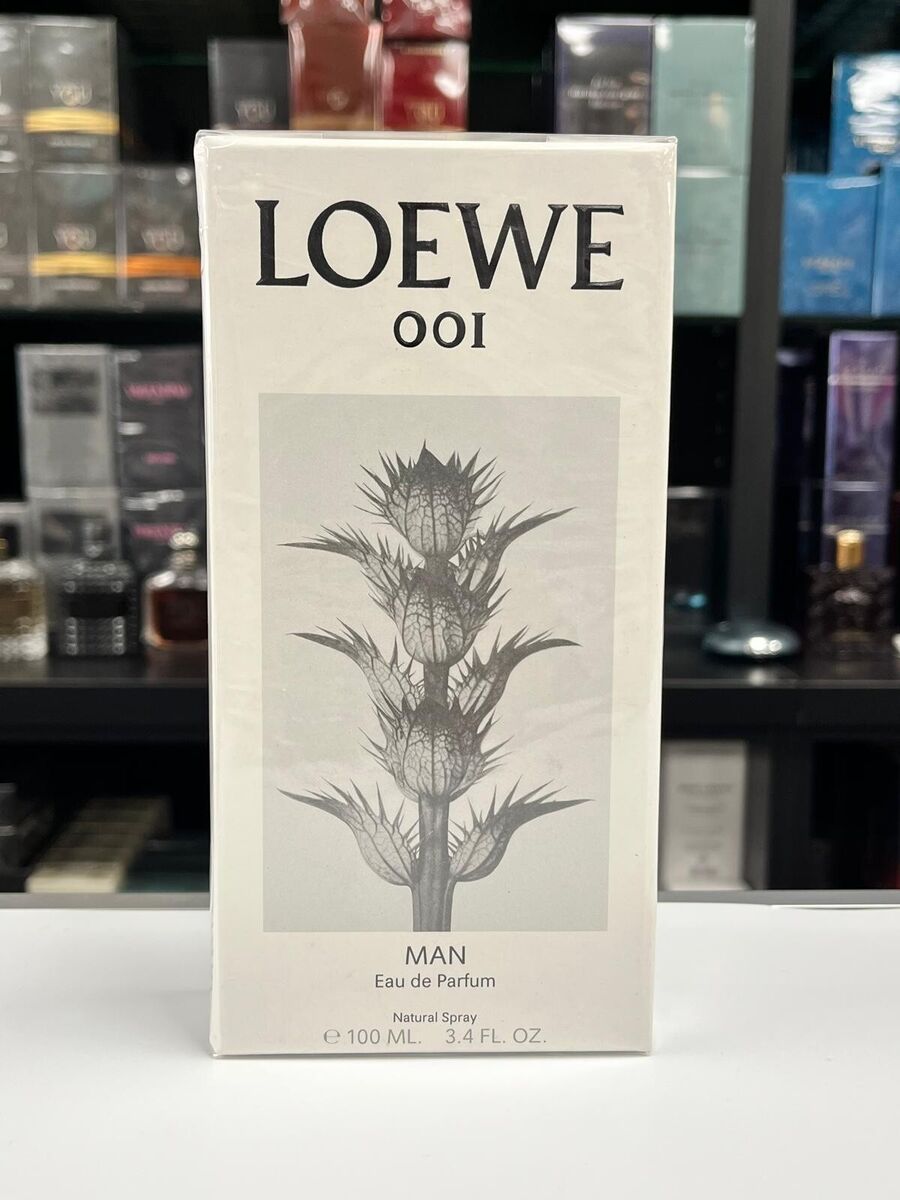 LOEWE
001
MAN
Eau de Parfum
Natural Spray
℮ 100 ML. 3.4 FL. OZ.